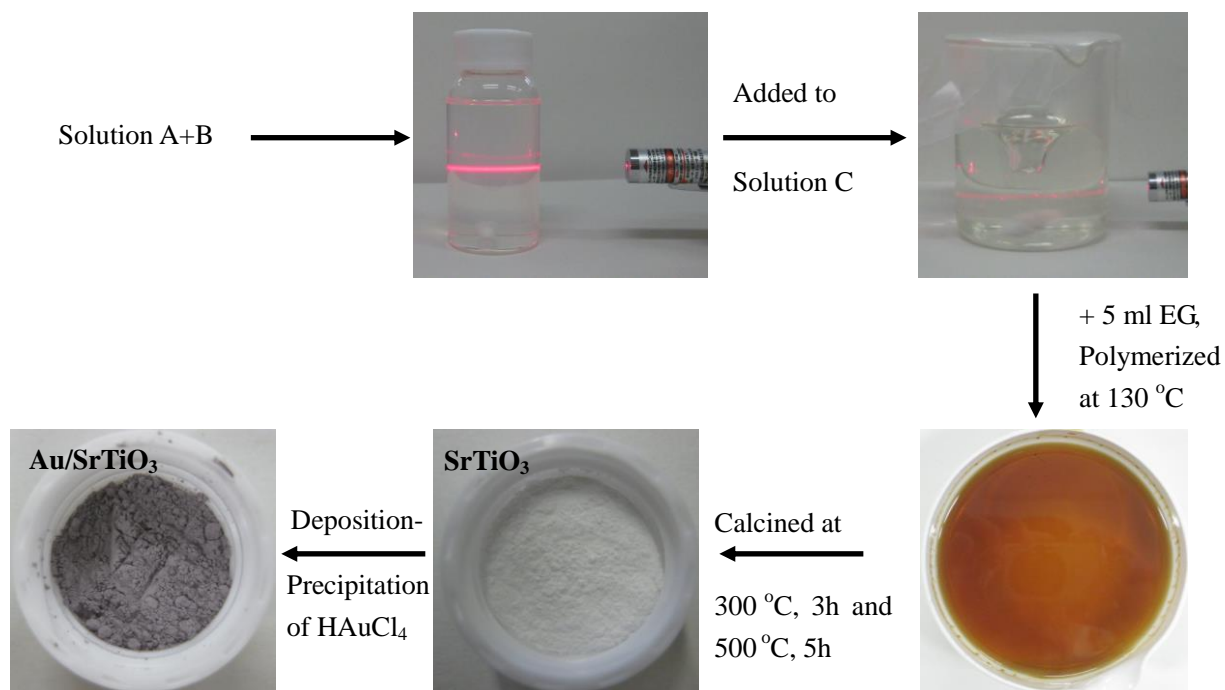 Solution A+B
Added to
Solution C
+ 5 ml EG,
Polymerized
at 130 °C
Calcined at
300 °C, 3h and
500 °C, 5h
SrTiO₃
Deposition-
Precipitation
of HAuCl₄
Au/SrTiO₃